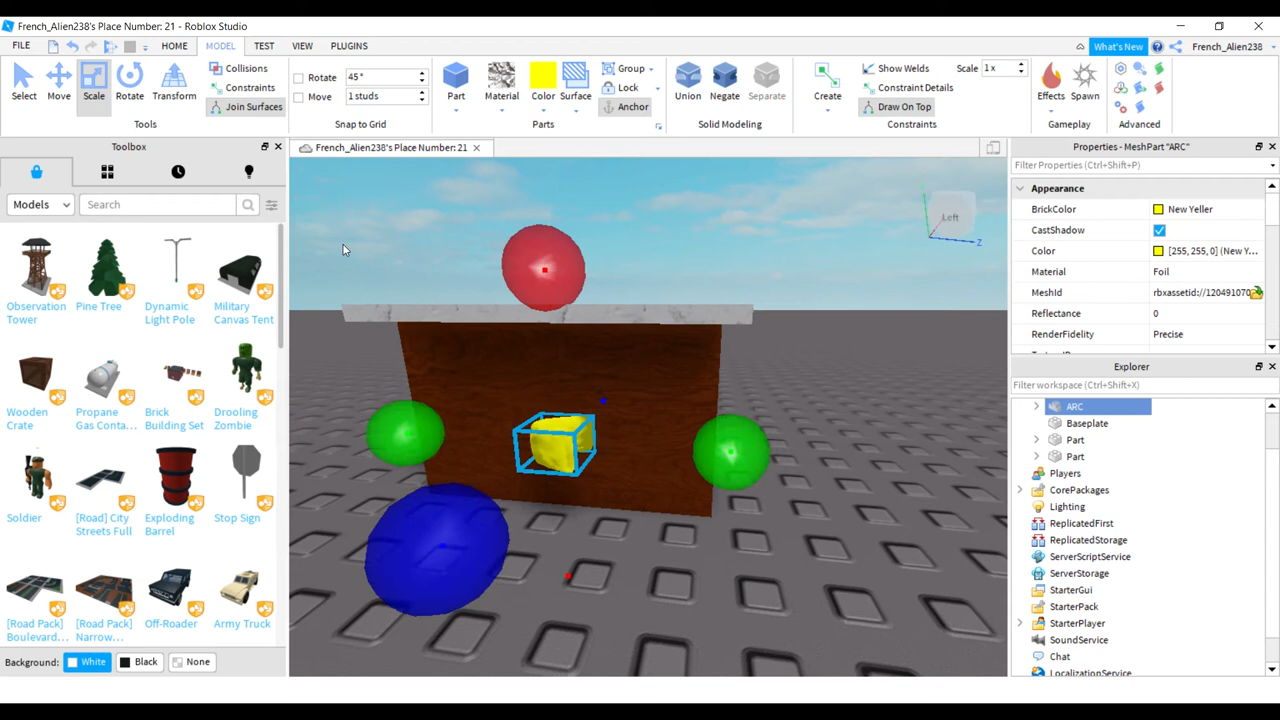 French_Alien238's Place Number: 21 - Roblox Studio
FILE HOME MODEL TEST VIEW PLUGINS What's New French_Alien238
Select Move Scale Rotate Transform
Collisions
Constraints
Join Surfaces
Tools
Rotate 45°
Move 1 studs
Snap to Grid
Part Material Color Surface
Group
Lock
Anchor
Parts
Union Negate Separate
Solid Modeling
Create
Show Welds Scale 1 x
Constraint Details
Draw On Top
Constraints
Effects Spawn
Gameplay
Advanced
Toolbox
Models Search
Observation Tower
Pine Tree
Dynamic Light Pole
Military Canvas Tent
Wooden Crate
Propane Gas Conta...
Brick Building Set
Drooling Zombie
Soldier
[Road] City Streets Full
Exploding Barrel
Stop Sign
[Road Pack] Boulevard...
[Road Pack] Narrow...
Off-Roader
Army Truck
Background: White Black None
French_Alien238's Place Number: 21
Left
Z
Properties - MeshPart "ARC"
Filter Properties (Ctrl+Shift+P)
Appearance
BrickColor New Yeller
CastShadow
Color [255, 255, 0] (New Y...
Material Foil
MeshId rbxassetid://120491070
Reflectance 0
RenderFidelity Precise
Explorer
Filter workspace (Ctrl+Shift+X)
ARC
Baseplate
Part
Part
Players
CorePackages
Lighting
ReplicatedFirst
ReplicatedStorage
ServerScriptService
ServerStorage
StarterGui
StarterPack
StarterPlayer
SoundService
Chat
LocalizationService